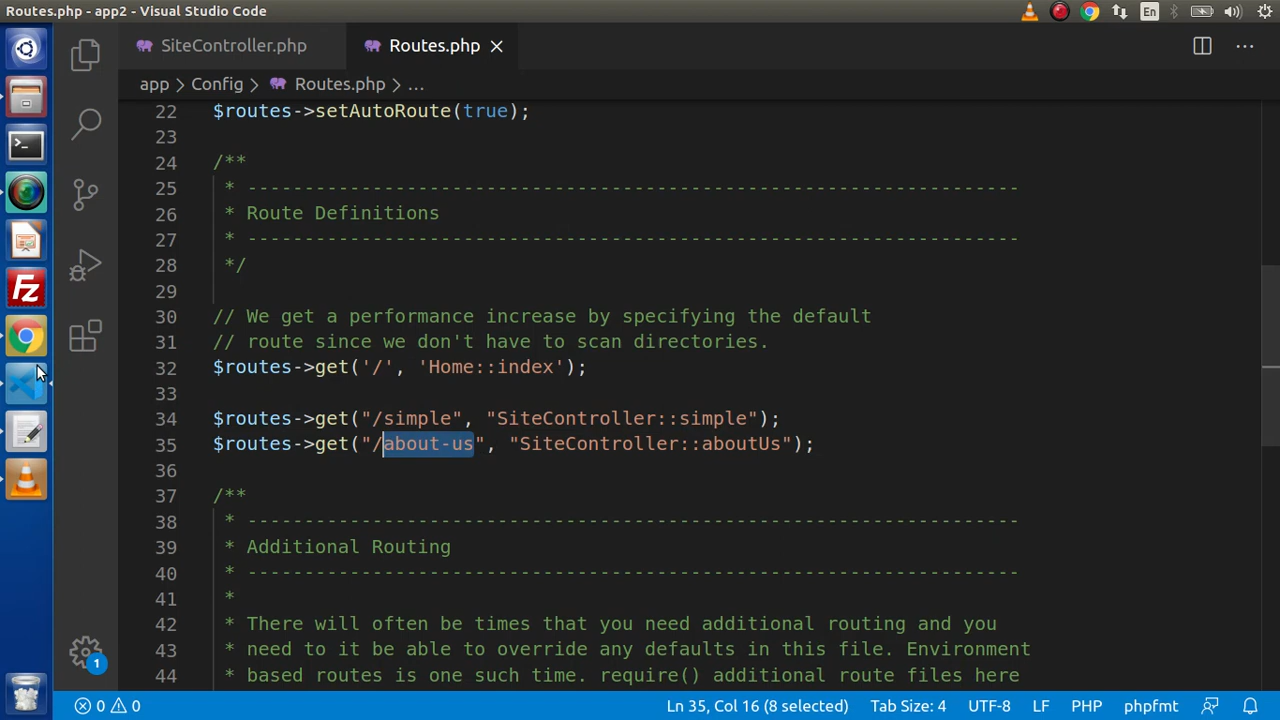 Routes.php - app2 - Visual Studio Code
En
SiteController.php
Routes.php
app > Config > Routes.php > ...
22 $routes->setAutoRoute(true);
23
24 /**
25 * --------------------------------------------------------------------
26 * Route Definitions
27 * --------------------------------------------------------------------
28 */
29
30 // We get a performance increase by specifying the default
31 // route since we don't have to scan directories.
32 $routes->get('/', 'Home::index');
33
34 $routes->get("/simple", "SiteController::simple");
35 $routes->get("/about-us", "SiteController::aboutUs");
36
37 /**
38 * --------------------------------------------------------------------
39 * Additional Routing
40 * --------------------------------------------------------------------
41 *
42 * There will often be times that you need additional routing and you
43 * need to it be able to override any defaults in this file. Environment
44 * based routes is one such time. require() additional route files here
1
0 0 Ln 35, Col 16 (8 selected) Tab Size: 4 UTF-8 LF PHP phpfmt